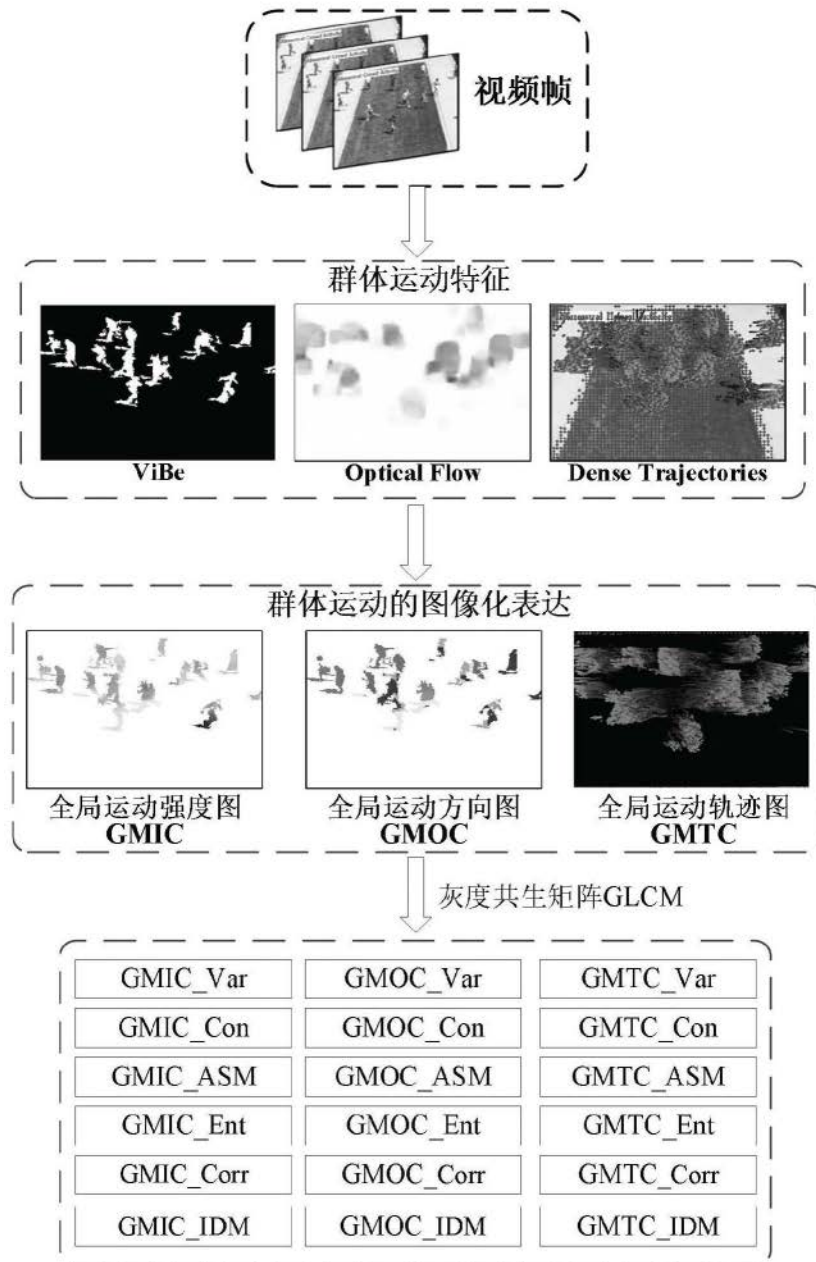 视频帧
群体运动特征
ViBe
Optical Flow
Dense Trajectories
群体运动的图像化表达
全局运动强度图
GMIC
全局运动方向图
GMOC
全局运动轨迹图
GMTC
灰度共生矩阵GLCM
GMIC_Var GMOC_Var GMTC_Var
GMIC_Con GMOC_Con GMTC_Con
GMIC_ASM GMOC_ASM GMTC_ASM
GMIC_Ent GMOC_Ent GMTC_Ent
GMIC_Corr GMOC_Corr GMTC_Corr
GMIC_IDM GMOC_IDM GMTC_IDM